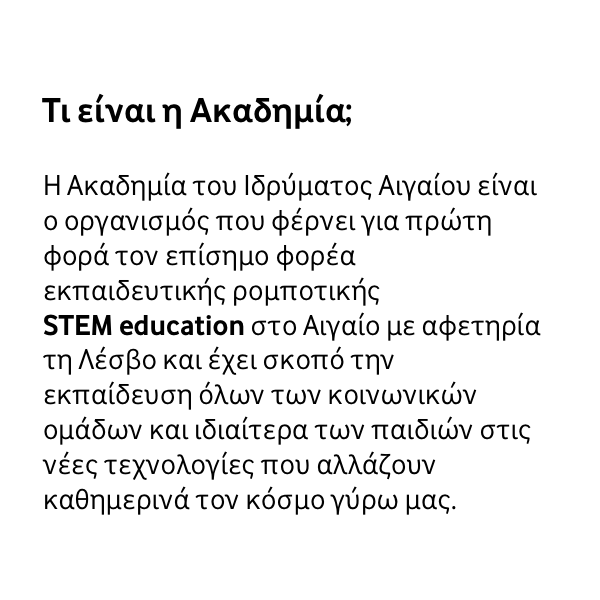 Τι είναι η Ακαδημία;
Η Ακαδημία του Ιδρύματος Αιγαίου είναι
ο οργανισμός που φέρνει για πρώτη
φορά τον επίσημο φορέα
εκπαιδευτικής ρομποτικής
STEM education στο Αιγαίο με αφετηρία
τη Λέσβο και έχει σκοπό την
εκπαίδευση όλων των κοινωνικών
ομάδων και ιδιαίτερα των παιδιών στις
νέες τεχνολογίες που αλλάζουν
καθημερινά τον κόσμο γύρω μας.